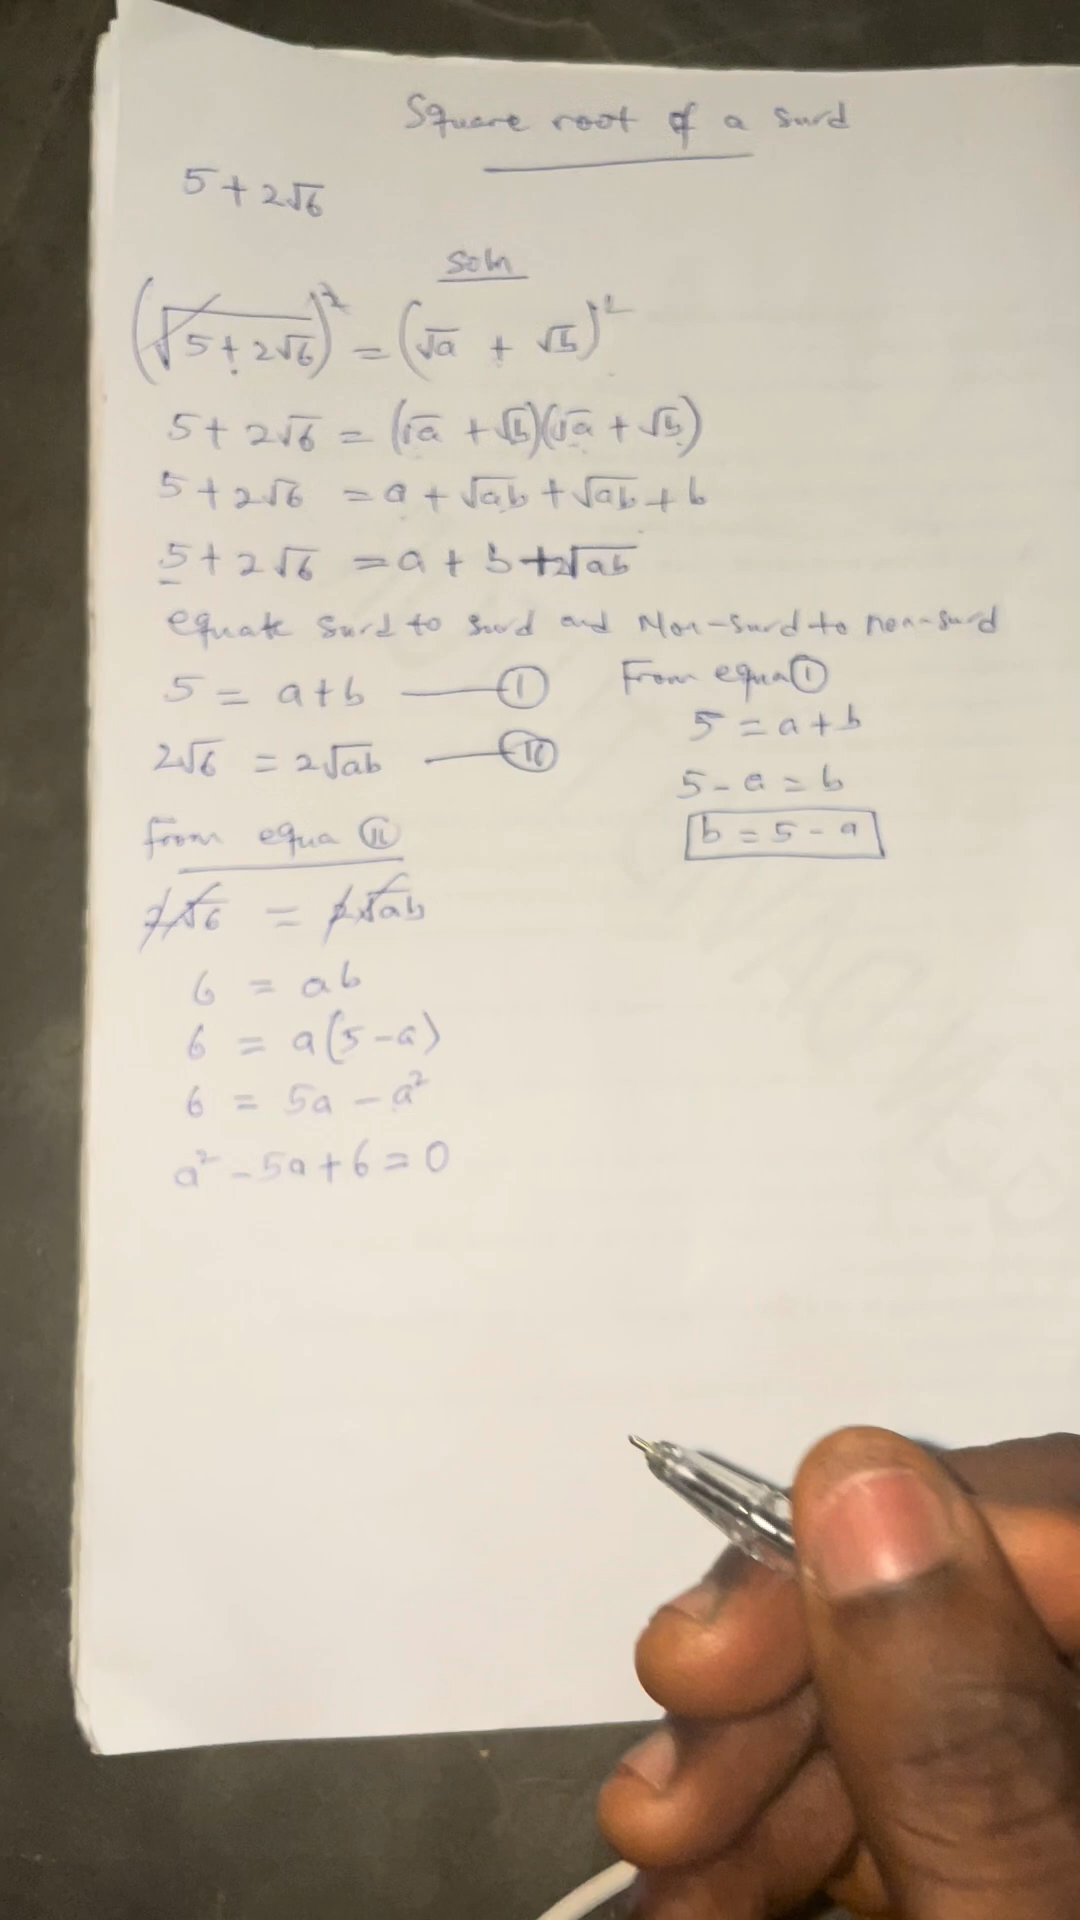 Square root of a surd
5+2√6
soln
(√(5+2√6))² = (√a + √b)²
5+2√6 = (√a + √b)(√a + √b)
5+2√6 = a + √ab + √ab + b
5+2√6 = a + b + 2√ab
equate surd to surd and Non-surd to non-surd
5 = a+b —— ①
2√6 = 2√ab —— ⑪
from equa ⑪
2√6 = 2√ab
6 = ab
6 = a(5-a)
6 = 5a - a²
a² - 5a + 6 = 0
From equa ①
5 = a+b
5-a = b
b = 5-a